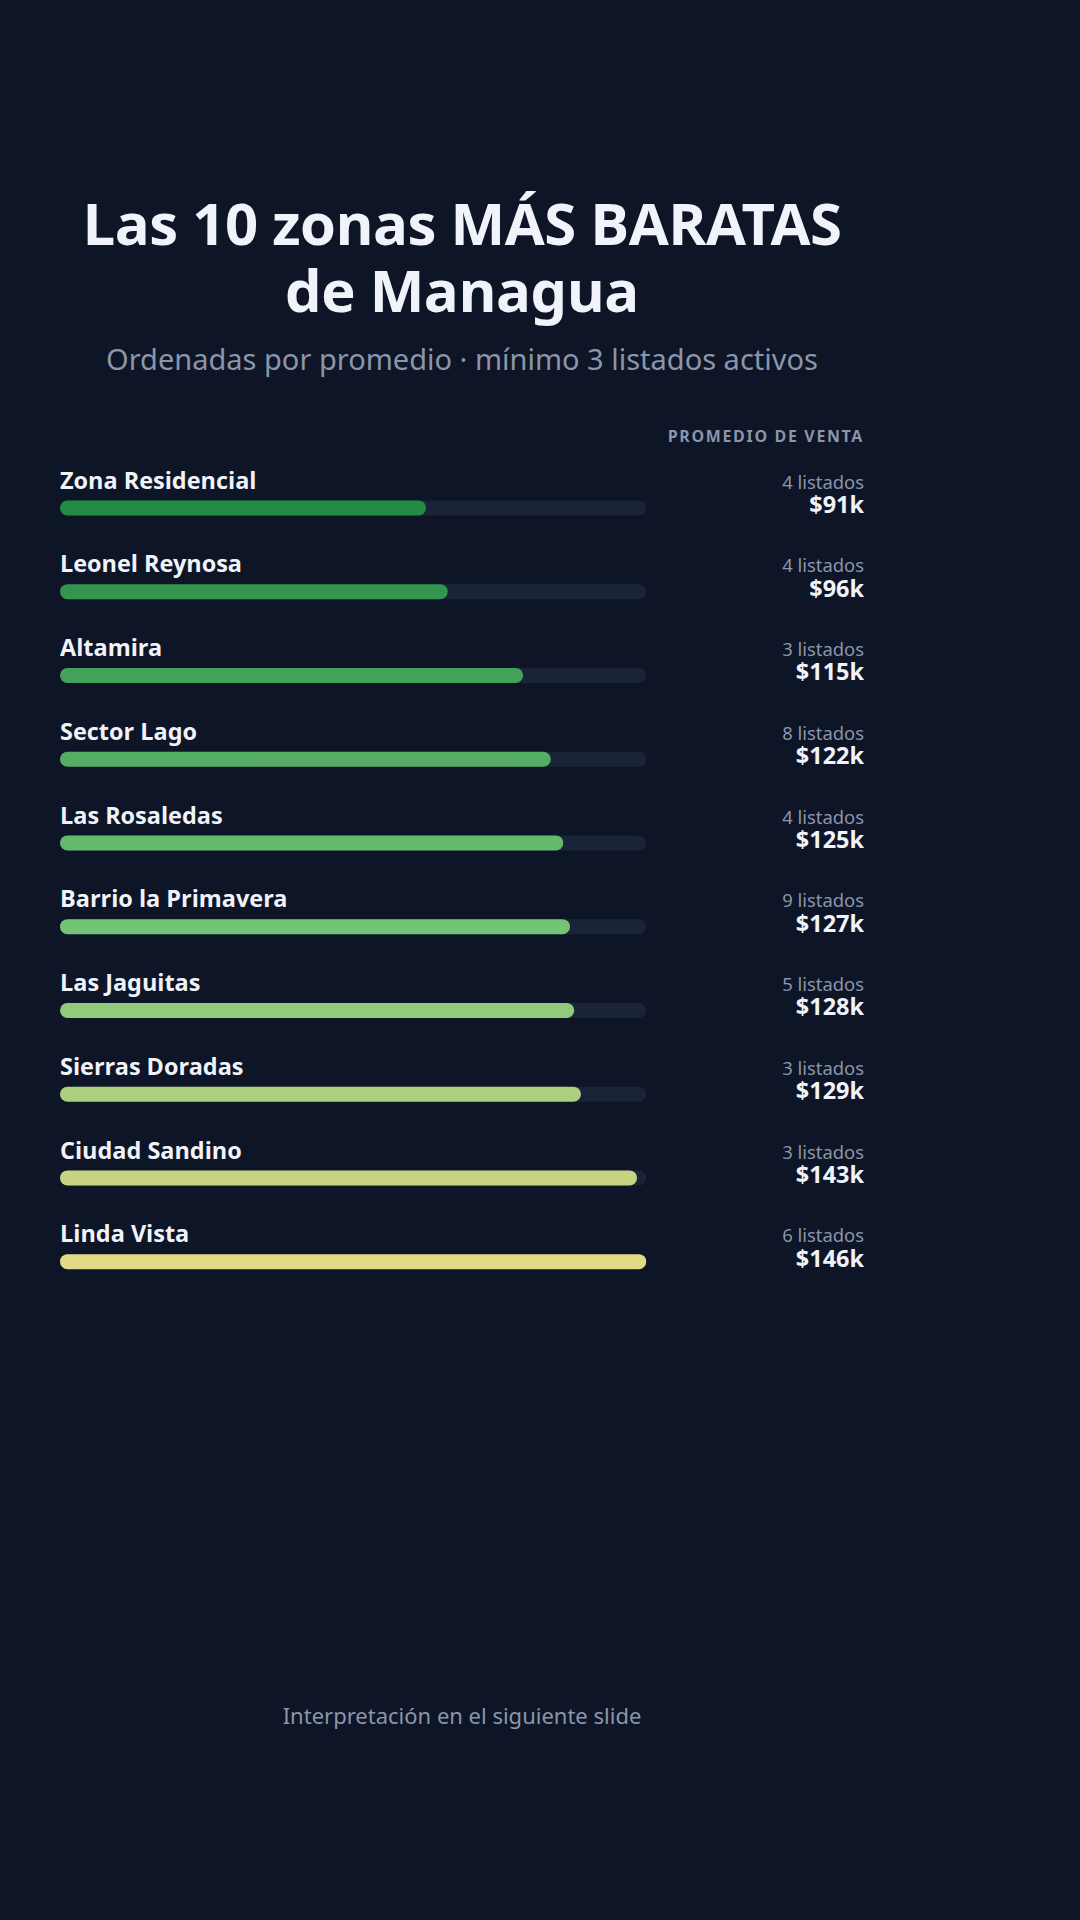 Las 10 zonas MÁS BARATAS
de Managua
Ordenadas por promedio · mínimo 3 listados activos
PROMEDIO DE VENTA
Zona Residencial
4 listados
$91k
Leonel Reynosa
4 listados
$96k
Altamira
3 listados
$115k
Sector Lago
8 listados
$122k
Las Rosaledas
4 listados
$125k
Barrio la Primavera
9 listados
$127k
Las Jaguitas
5 listados
$128k
Sierras Doradas
3 listados
$129k
Ciudad Sandino
3 listados
$143k
Linda Vista
6 listados
$146k
Interpretación en el siguiente slide